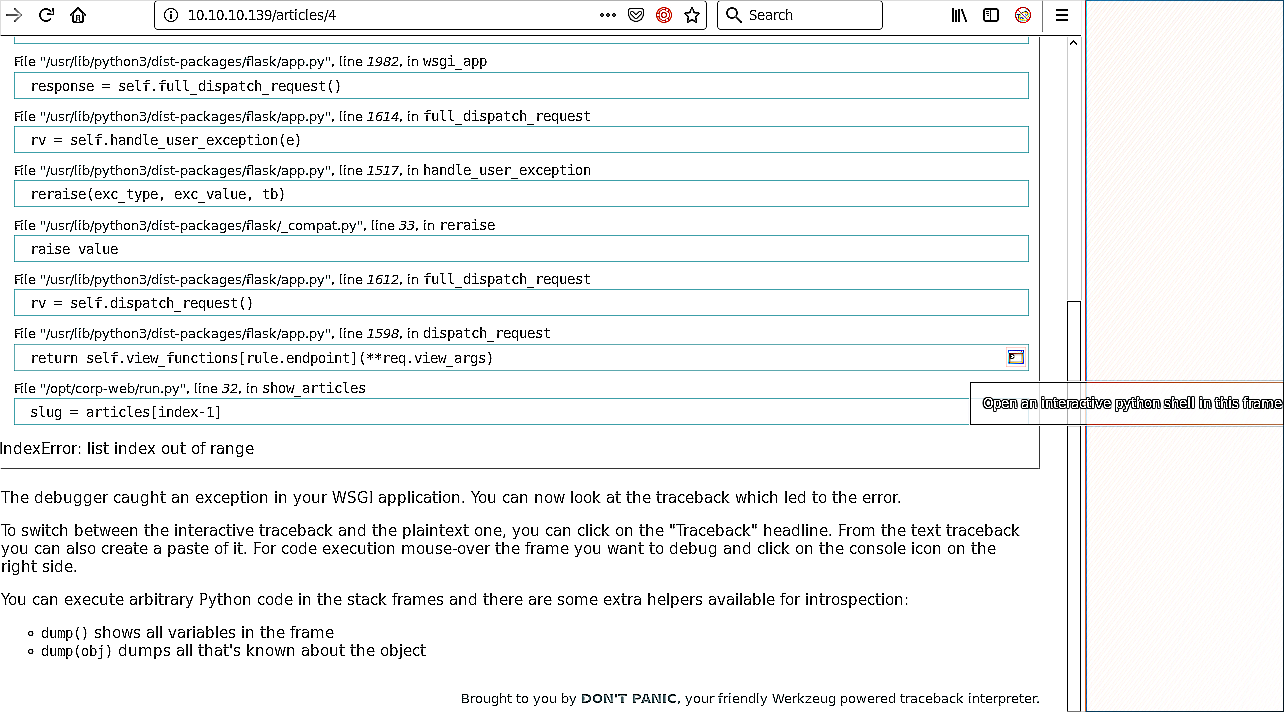 10.10.10.139/articles/4
Search
File "/usr/lib/python3/dist-packages/flask/app.py", line 1982, in wsgi_app
response = self.full_dispatch_request()
File "/usr/lib/python3/dist-packages/flask/app.py", line 1614, in full_dispatch_request
rv = self.handle_user_exception(e)
File "/usr/lib/python3/dist-packages/flask/app.py", line 1517, in handle_user_exception
reraise(exc_type, exc_value, tb)
File "/usr/lib/python3/dist-packages/flask/_compat.py", line 33, in reraise
raise value
File "/usr/lib/python3/dist-packages/flask/app.py", line 1612, in full_dispatch_request
rv = self.dispatch_request()
File "/usr/lib/python3/dist-packages/flask/app.py", line 1598, in dispatch_request
return self.view_functions[rule.endpoint](**req.view_args)
File "/opt/corp-web/run.py", line 32, in show_articles
Open an interactive python shell in this frame
slug = articles[index-1]
IndexError: list index out of range
The debugger caught an exception in your WSGI application. You can now look at the traceback which led to the error.
To switch between the interactive traceback and the plaintext one, you can click on the "Traceback" headline. From the text traceback
you can also create a paste of it. For code execution mouse-over the frame you want to debug and click on the console icon on the
right side.
You can execute arbitrary Python code in the stack frames and there are some extra helpers available for introspection:
dump() shows all variables in the frame
dump(obj) dumps all that's known about the object
Brought to you by DON'T PANIC, your friendly Werkzeug powered traceback interpreter.